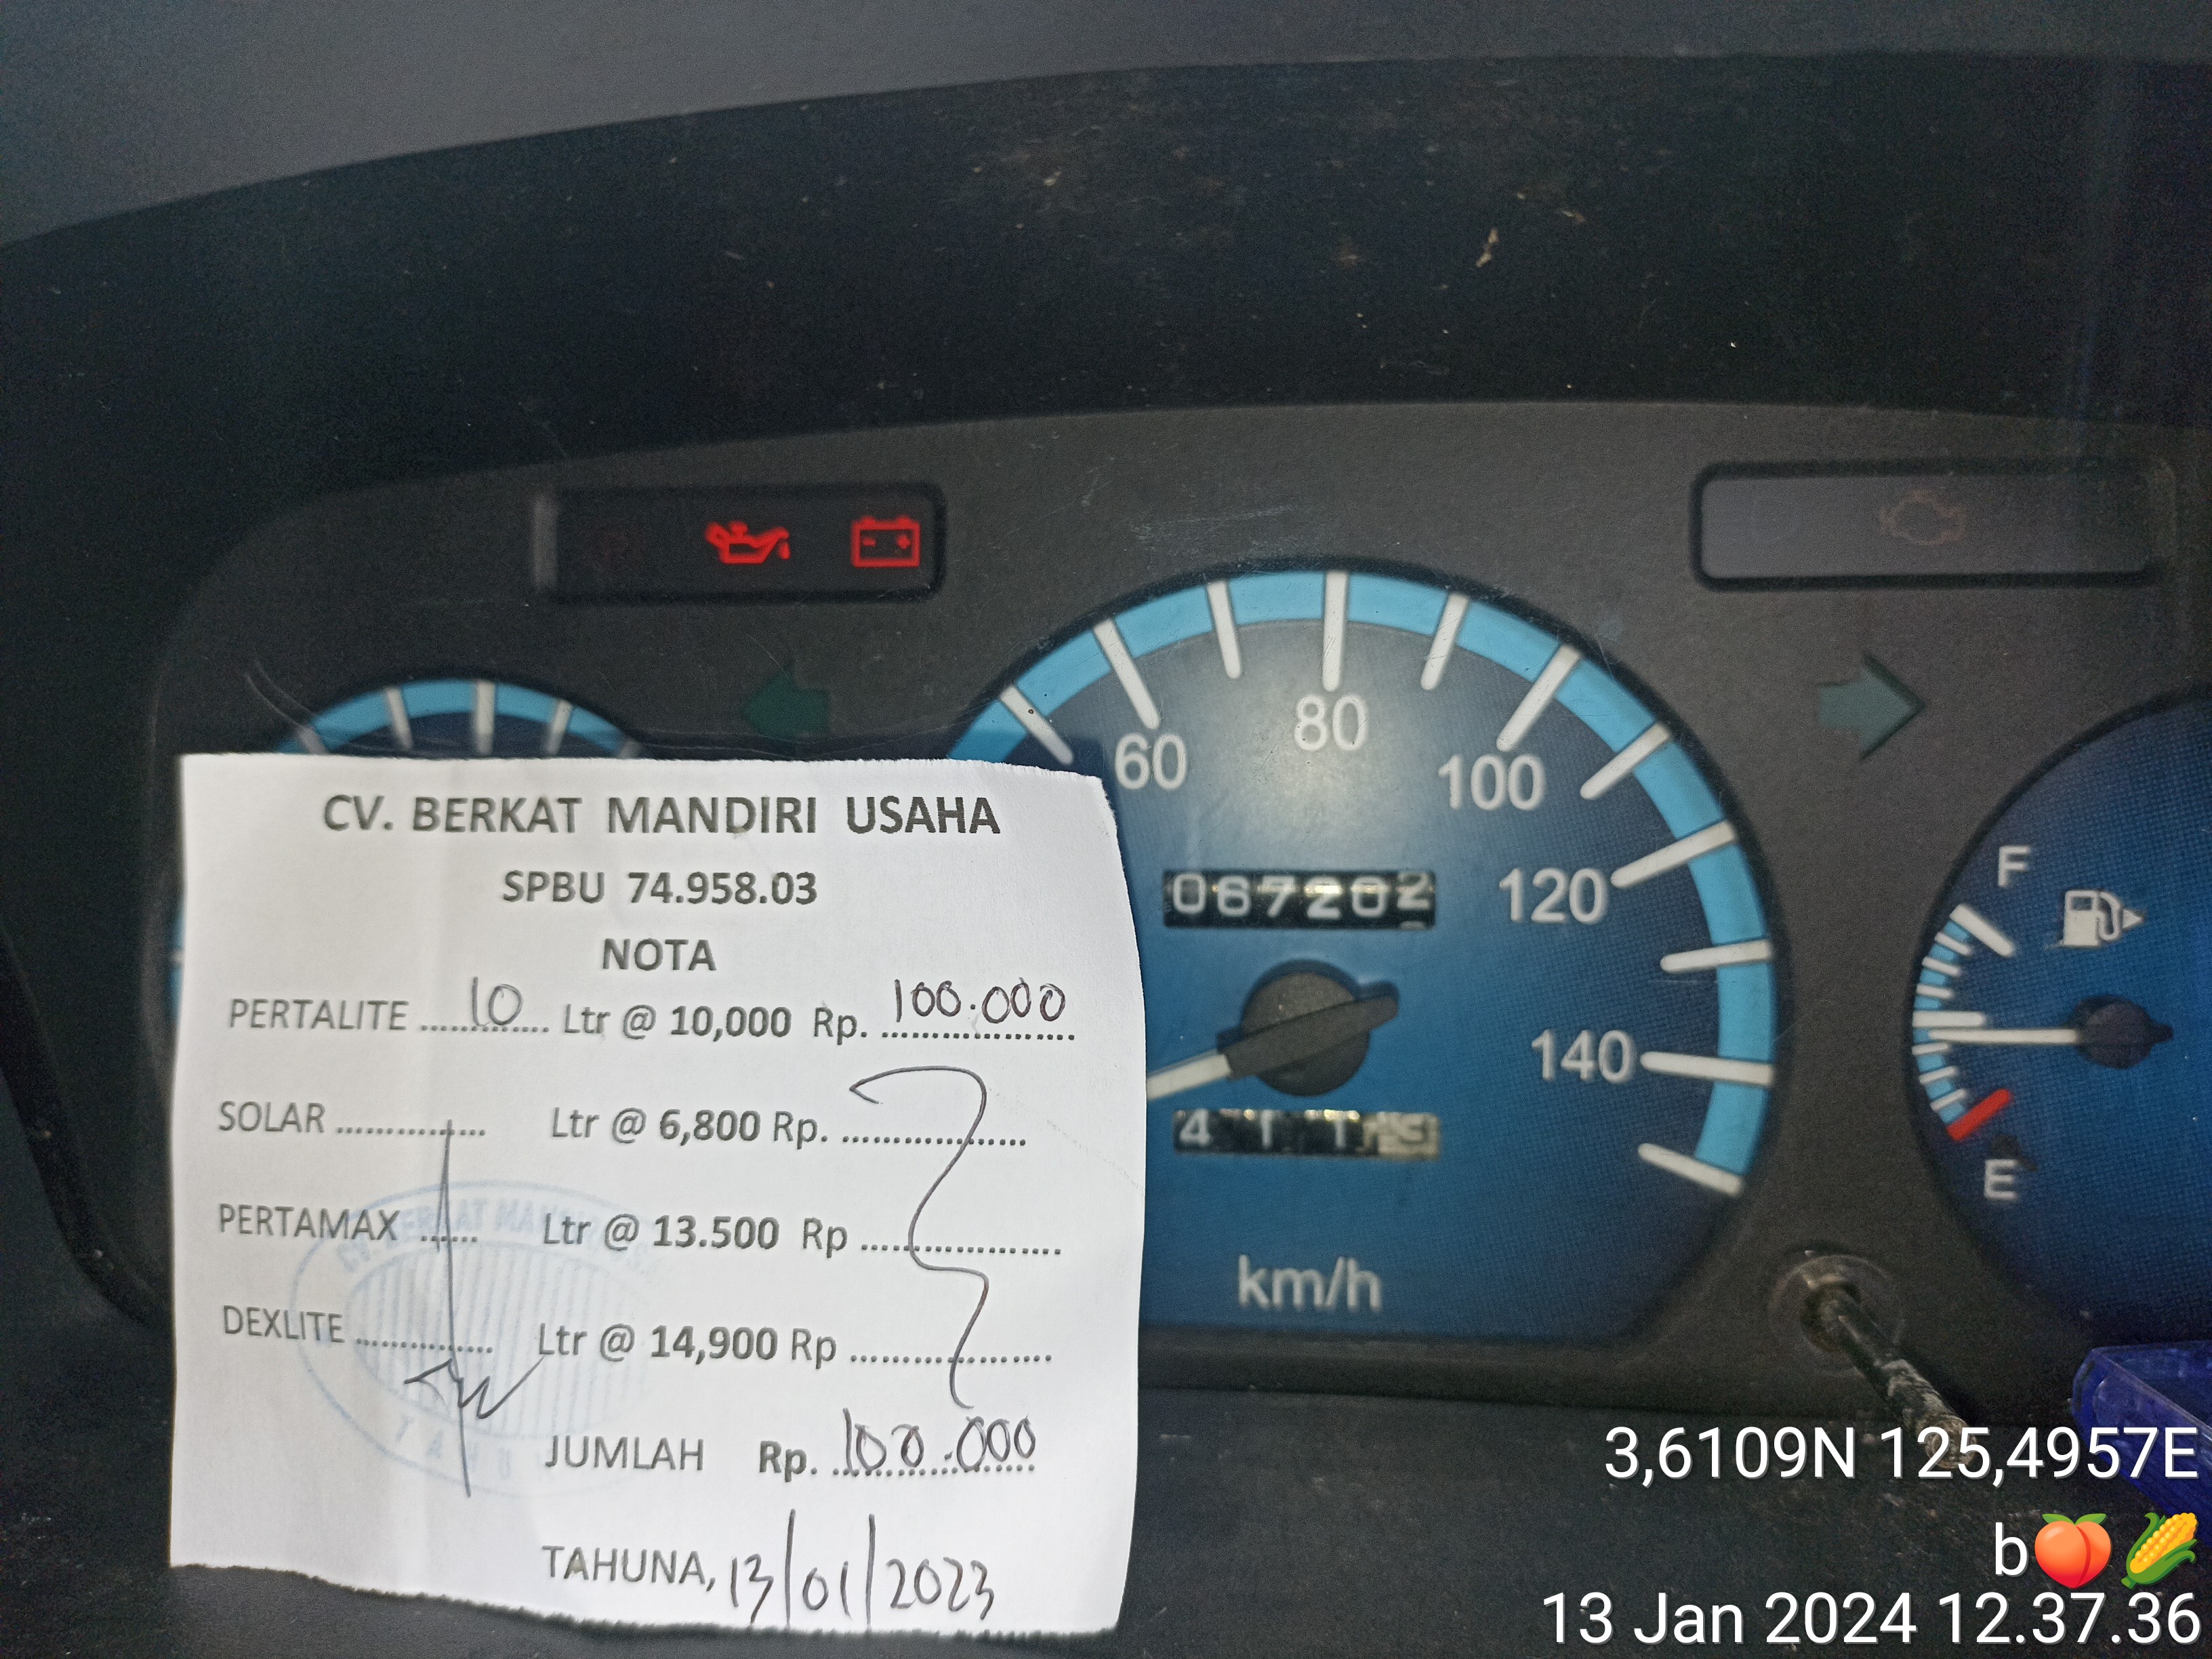 CV. BERKAT MANDIRI USAHA
SPBU 74.958.03
NOTA
PERTALITE ..........10.... Ltr @ 10,000 Rp. 100.000
SOLAR ............... Ltr @ 6,800 Rp. ...................
PERTAMAX ...... Ltr @ 13.500 Rp ....................
DEXLITE .............. Ltr @ 14,900 Rp ....................
JUMLAH Rp. 100.000
TAHUNA, 13/01/2023
60
80
100
120
140
067202
4 1 1
km/h
F
E
3,6109N 125,4957E
b🍑🌽
13 Jan 2024 12.37.36